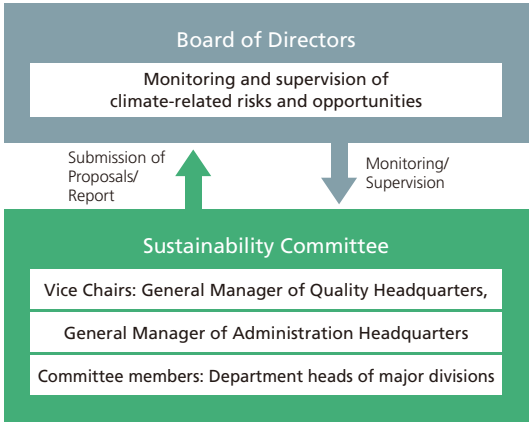 Board of Directors
Monitoring and supervision of
climate-related risks and opportunities
Submission of
Proposals/
Report
Monitoring/
Supervision
Sustainability Committee
Vice Chairs: General Manager of Quality Headquarters,
General Manager of Administration Headquarters
Committee members: Department heads of major divisions